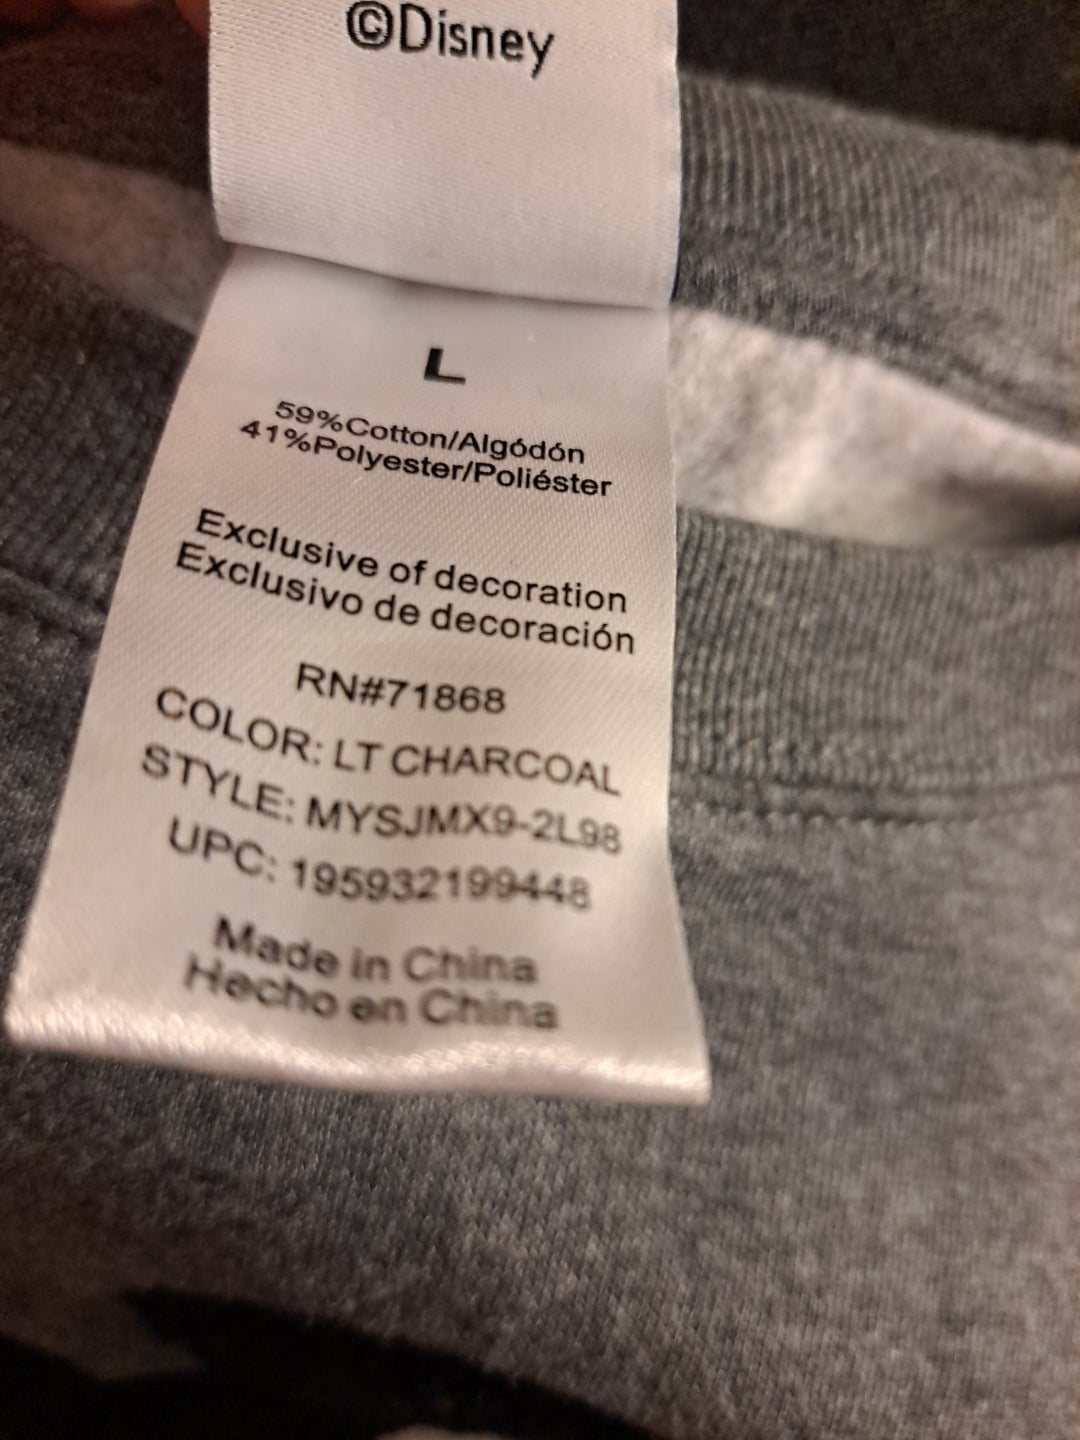 ©Disney
L
59%Cotton/Algódón
41%Polyester/Poliéster
Exclusive of decoration
Exclusivo de decoración
RN#71868
COLOR: LT CHARCOAL
STYLE: MYSJMX9-2L98
UPC: 195932199448
Made in China
Hecho en China